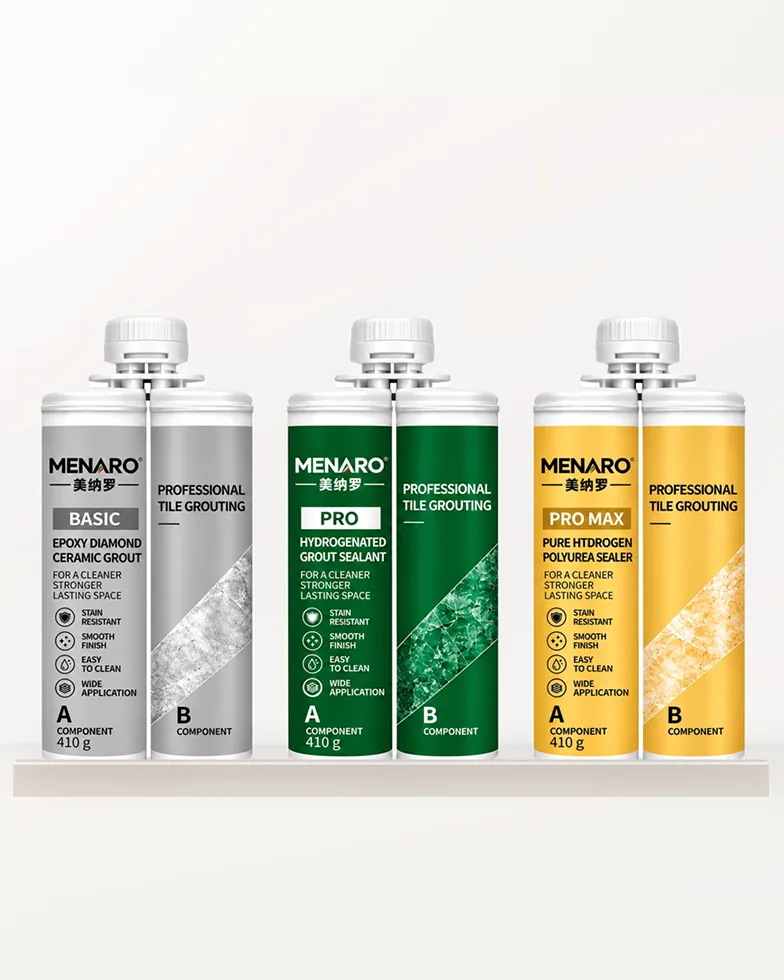 MENARO®
美纳罗
BASIC
EPOXY DIAMOND
CERAMIC GROUT
FOR A CLEANER
STRONGER
LASTING SPACE
STAIN
RESISTANT
SMOOTH
FINISH
EASY
TO CLEAN
WIDE
APPLICATION
A
COMPONENT
410 g
PROFESSIONAL
TILE GROUTING
B
COMPONENT
MENARO®
美纳罗
PRO
HYDROGENATED
GROUT SEALANT
FOR A CLEANER
STRONGER
LASTING SPACE
STAIN
RESISTANT
SMOOTH
FINISH
EASY
TO CLEAN
WIDE
APPLICATION
A
COMPONENT
410 g
PROFESSIONAL
TILE GROUTING
B
COMPONENT
MENARO®
美纳罗
PRO MAX
PURE HTDROGEN
POLYUREA SEALER
FOR A CLEANER
STRONGER
LASTING SPACE
STAIN
RESISTANT
SMOOTH
FINISH
EASY
TO CLEAN
WIDE
APPLICATION
A
COMPONENT
410 g
PROFESSIONAL
TILE GROUTING
B
COMPONENT